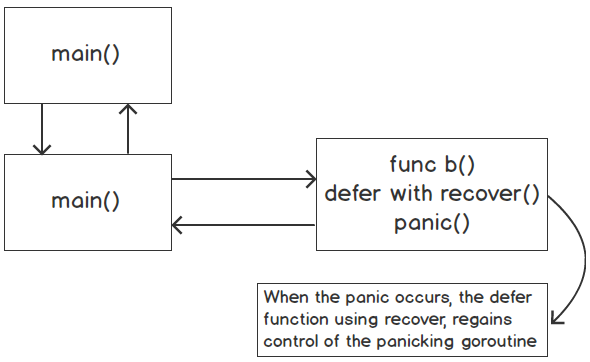 main()
main()
func b()
defer with recover()
panic()
When the panic occurs, the defer
function using recover, regains
control of the panicking goroutine